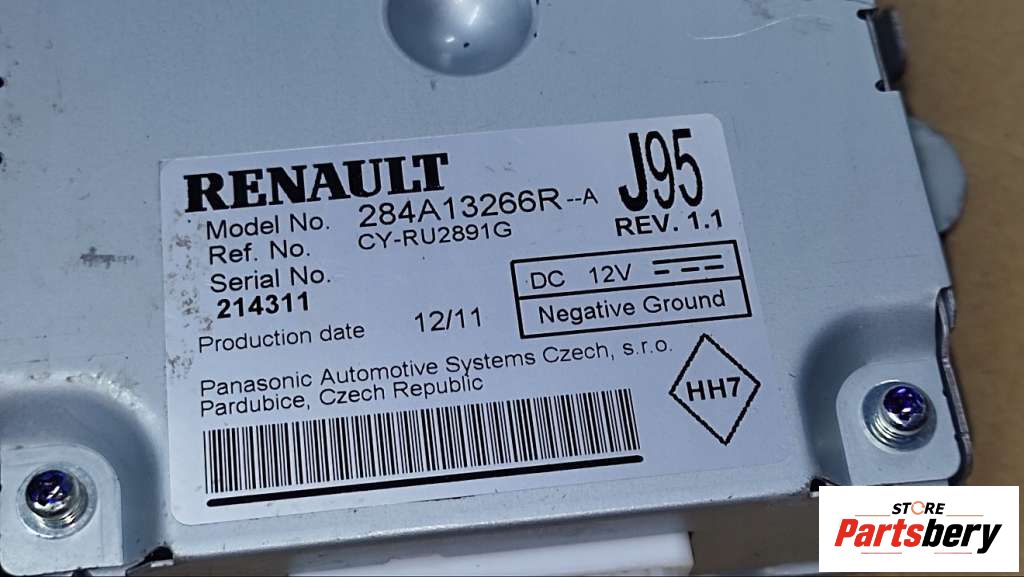 RENAULT J95
Model No. 284A13266R--A
Ref. No. CY-RU2891G REV. 1.1
Serial No.
214311
DC 12V
Negative Ground
Production date 12/11
Panasonic Automotive Systems Czech, s.r.o.
Pardubice, Czech Republic
HH7
STORE
Partsbery